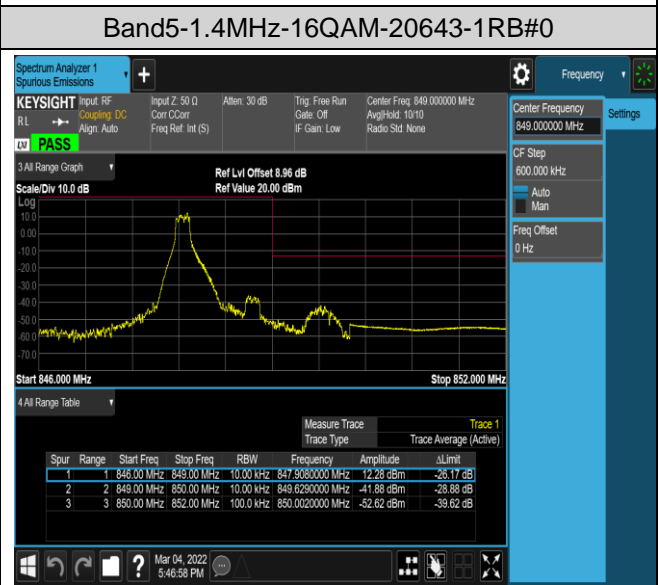 Band5-1.4MHz-16QAM-20643-1RB#0
Spectrum Analyzer 1
Spurious Emissions
+
Frequency
KEYSIGHT
RL
LXI PASS
Input: RF
Coupling: DC
Align: Auto
Input Z: 50 Ω
Corr CCorr
Freq Ref: Int (S)
Atten: 30 dB
Trig: Free Run
Gate: Off
IF Gain: Low
Center Freq: 849.000000 MHz
Avg|Hold: 10/10
Radio Std: None
Center Frequency
849.000000 MHz
Settings
CF Step
600.000 kHz
Auto
Man
Freq Offset
0 Hz
3 All Range Graph
Scale/Div 10.0 dB
Ref Lvl Offset 8.96 dB
Ref Value 20.00 dBm
Log
10.0
0.00
-10.0
-20.0
-30.0
-40.0
-50.0
-60.0
-70.0
Start 846.000 MHz
Stop 852.000 MHz
4 All Range Table
Measure Trace Trace 1
Trace Type Trace Average (Active)
Spur Range Start Freq Stop Freq RBW Frequency Amplitude ΔLimit
1 1 846.00 MHz 849.00 MHz 10.00 kHz 847.9080000 MHz 12.28 dBm -26.17 dB
2 2 849.00 MHz 850.00 MHz 10.00 kHz 849.6290000 MHz -41.88 dBm -28.88 dB
3 3 850.00 MHz 852.00 MHz 100.0 kHz 850.0020000 MHz -52.62 dBm -39.62 dB
?
Mar 04, 2022
5:46:58 PM